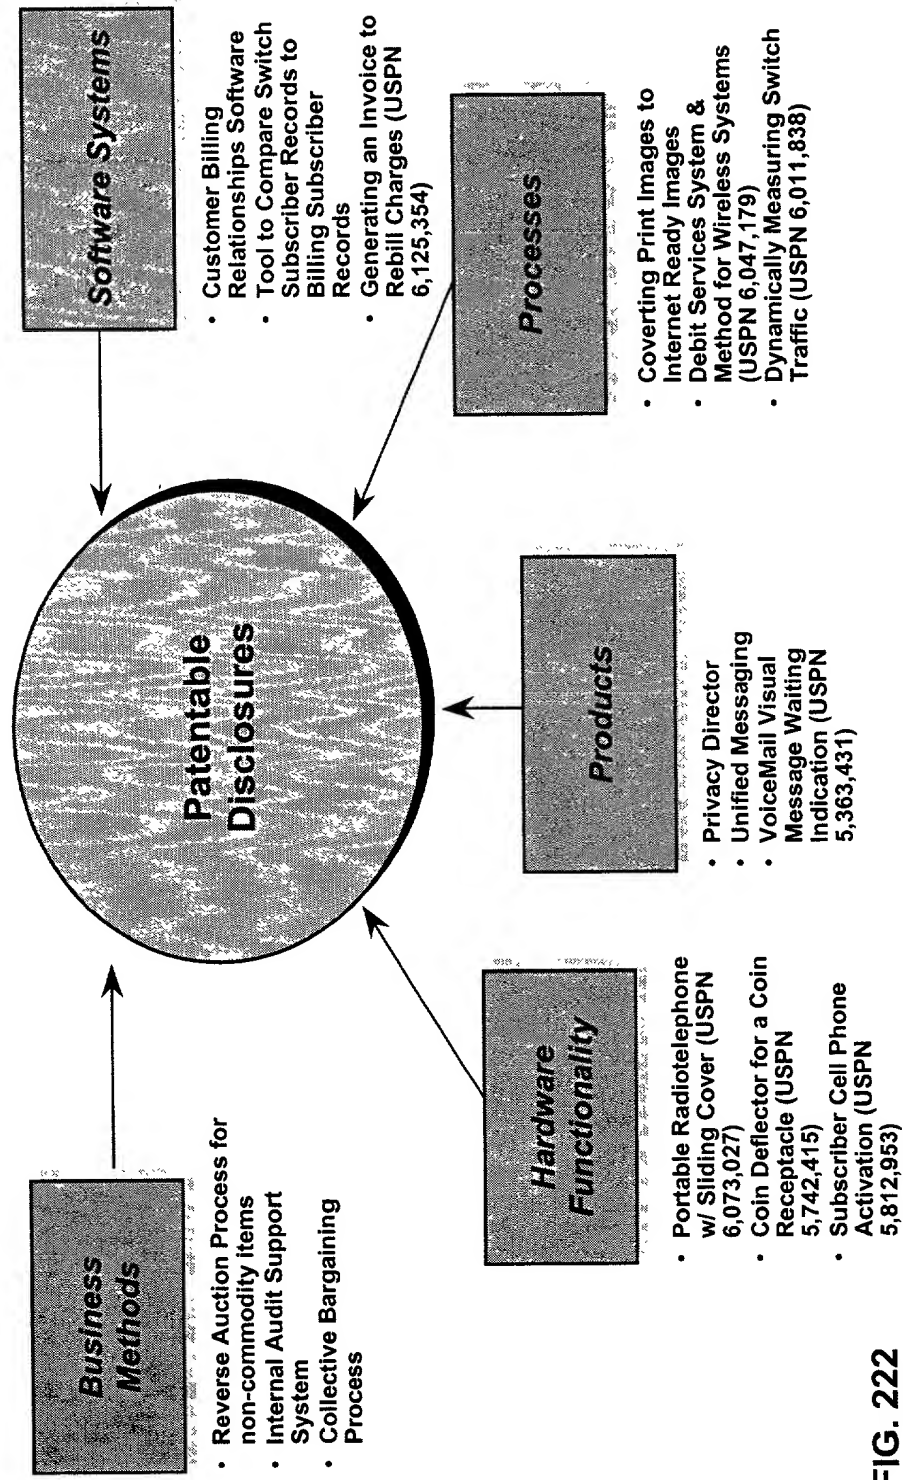 Business
Methods
• Reverse Auction Process for
non-commodity items
• Internal Audit Support
System
• Collective Bargaining
Process
Patentable
Disclosures
Software Systems
• Customer Billing
Relationships Software
• Tool to Compare Switch
Subscriber Records to
Billing Subscriber
Records
• Generating an Invoice to
Rebill Charges (USPN
6,125,354)
Hardware
Functionality
• Portable Radiotelephone
w/ Sliding Cover (USPN
6,073,027)
• Coin Deflector for a Coin
Receptacle (USPN
5,742,415)
• Subscriber Cell Phone
Activation (USPN
5,812,953)
Products
• Privacy Director
• Unified Messaging
• VoiceMail Visual
Message Waiting
Indication (USPN
5,363,431)
Processes
• Coverting Print Images to
Internet Ready Images
• Debit Services System &
Method for Wireless Systems
(USPN 6,047,179)
• Dynamically Measuring Switch
Traffic (USPN 6,011,838)
FIG. 222